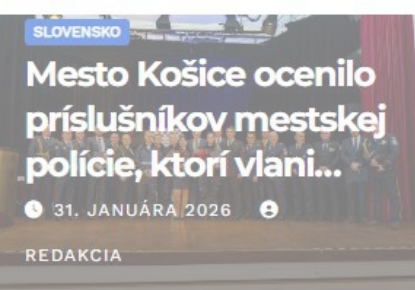 SLOVENSKO
Mesto Košice ocenilo
príslušníkov mestskej
polície, ktorí vlani...
31. JANUÁRA 2026
REDAKCIA